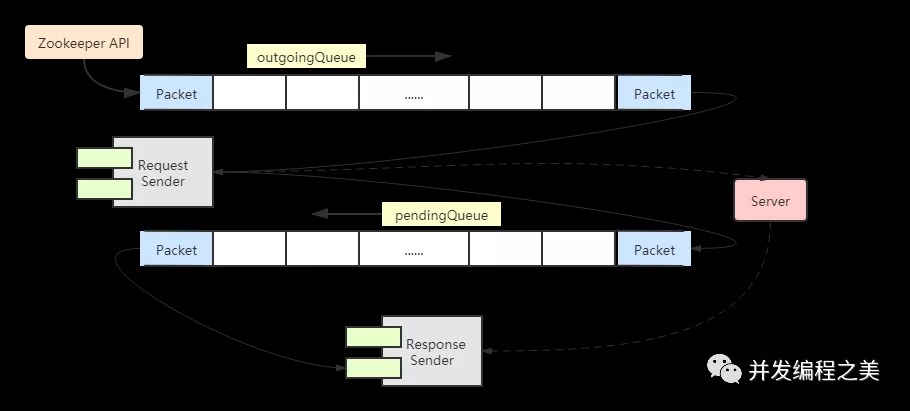 Zookeeper API
outgoingQueue
Packet
......
Packet
Request
Sender
Server
pendingQueue
Packet
......
Packet
Response
Sender
并发编程之美